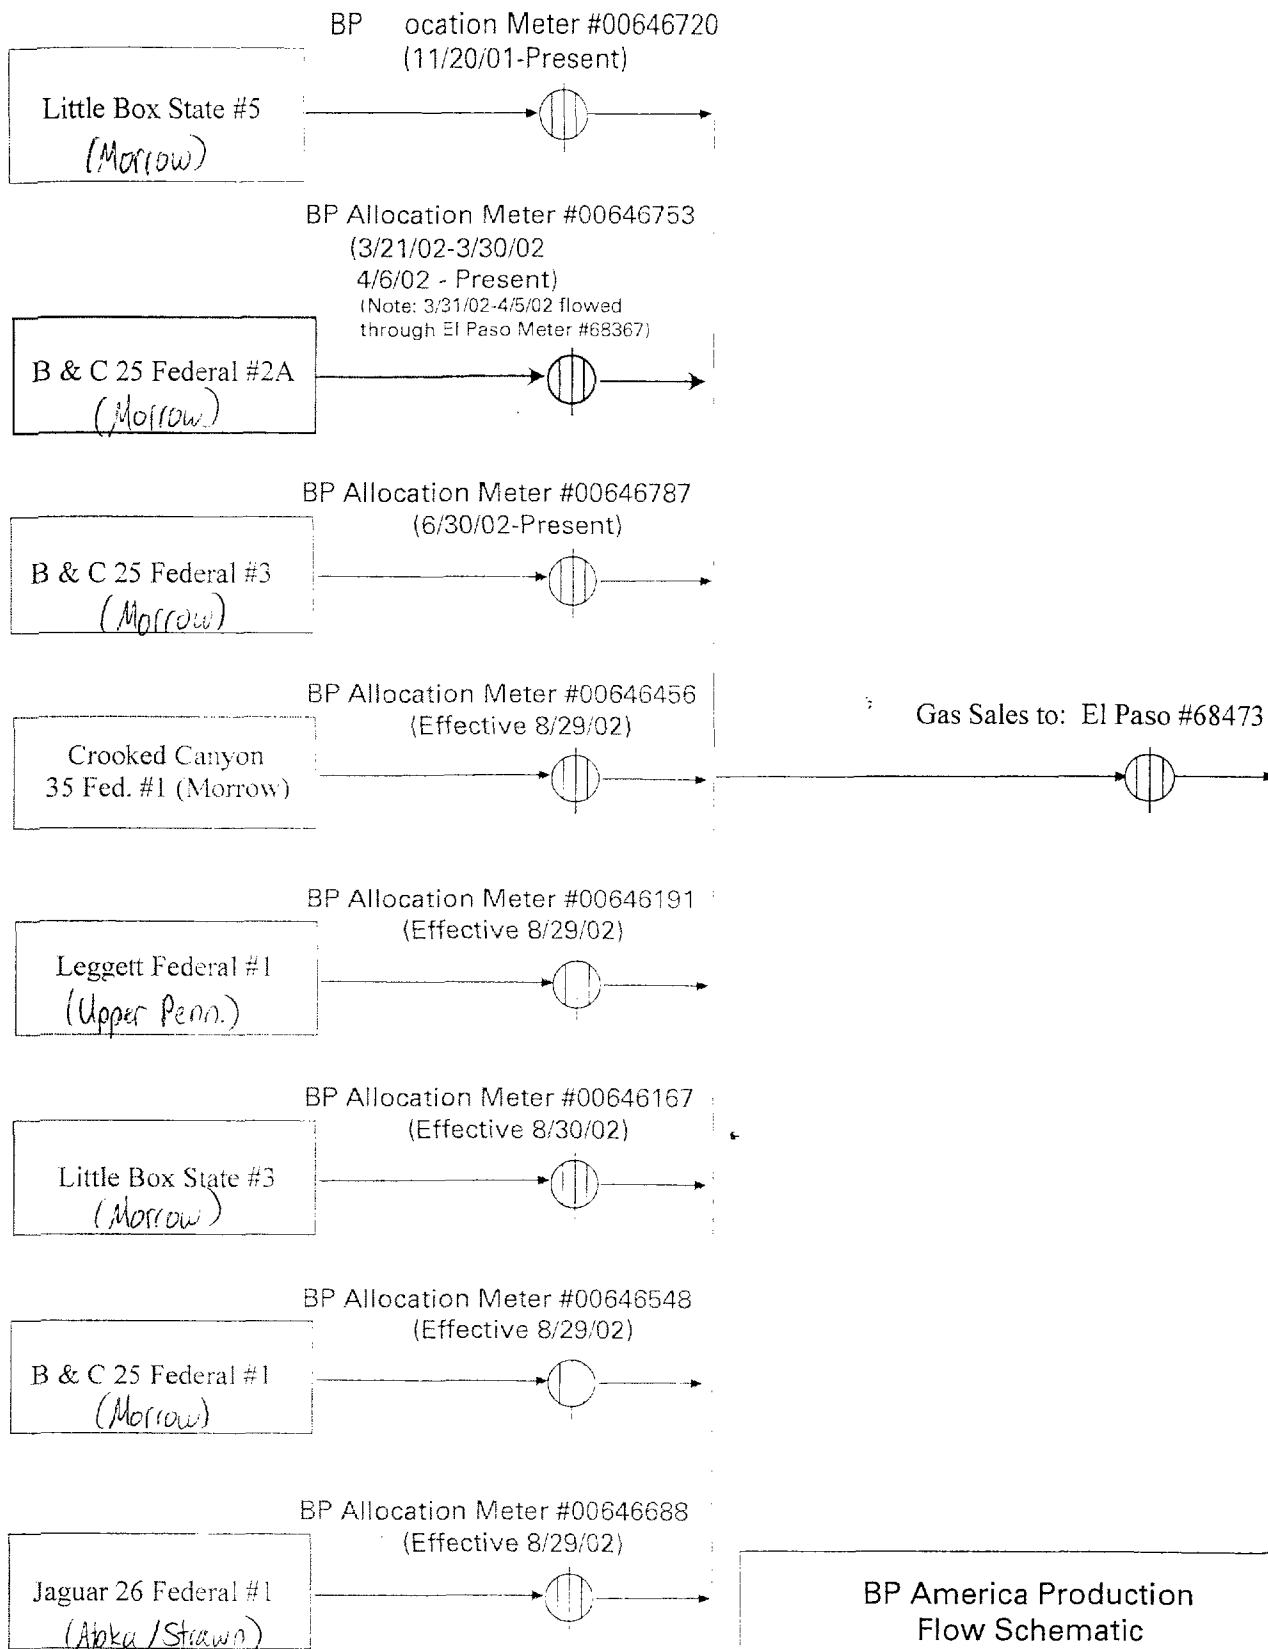 BP ocation Meter #00646720
(11/20/01-Present)
Little Box State #5
(Morrow)
BP Allocation Meter #00646753
(3/21/02-3/30/02
4/6/02 - Present)
(Note: 3/31/02-4/5/02 flowed
through El Paso Meter #68367)
B & C 25 Federal #2A
(Morrow)
BP Allocation Meter #00646787
(6/30/02-Present)
B & C 25 Federal #3
(Morrow)
BP Allocation Meter #00646456
(Effective 8/29/02)
Crooked Canyon
35 Fed. #1 (Morrow)
Gas Sales to: El Paso #68473
BP Allocation Meter #00646191
(Effective 8/29/02)
Leggett Federal #1
(Upper Penn.)
BP Allocation Meter #00646167
(Effective 8/30/02)
Little Box State #3
(Morrow)
BP Allocation Meter #00646548
(Effective 8/29/02)
B & C 25 Federal #1
(Morrow)
BP Allocation Meter #00646688
(Effective 8/29/02)
Jaguar 26 Federal #1
(Atoka/Strawn)
BP America Production
Flow Schematic